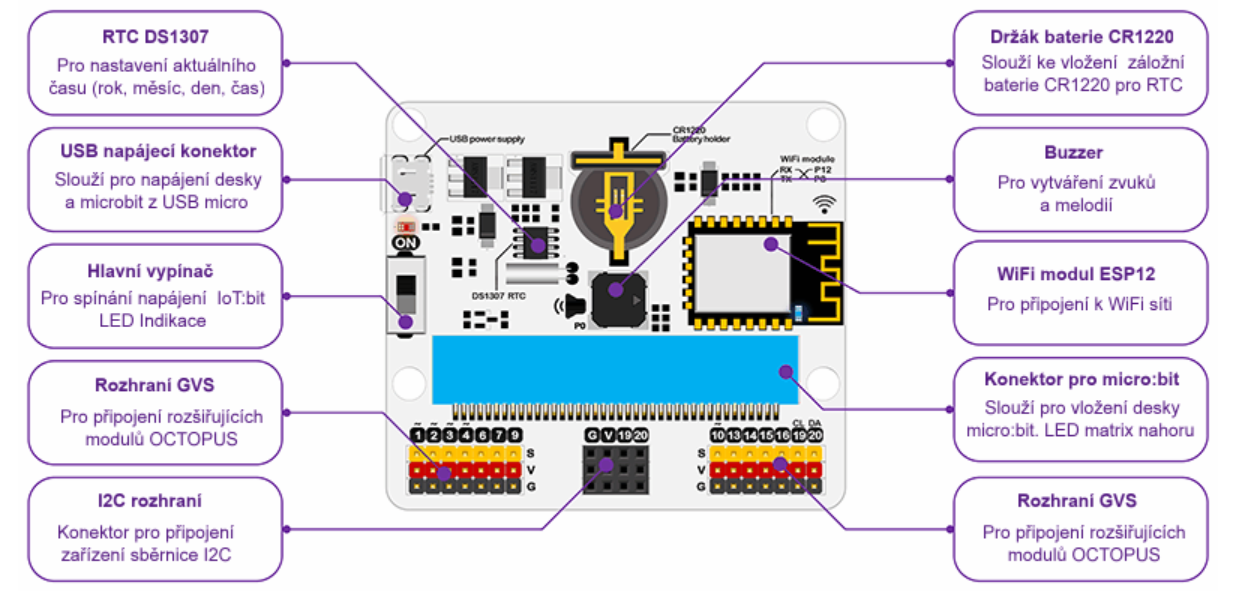 RTC DS1307
Pro nastavení aktuálního
času (rok, měsíc, den, čas)
USB napájecí konektor
Slouží pro napájení desky
a microbit z USB micro
Hlavní vypínač
Pro spínání napájení IoT:bit
LED Indikace
Rozhraní GVS
Pro připojení rozšiřujících
modulů OCTOPUS
I2C rozhraní
Konektor pro připojení
zařízení sběrnice I2C
USB power supply
CR1220
Battery holder
WiFi module
RX P12
TX P8
ON
DS1307 RTC
P0
~ ~ ~ ~
1 2 3 4 6 7 9
S
V
G
G V 19 20
~ CL DA
10 13 14 15 16 19 20
S
V
G
Držák baterie CR1220
Slouží ke vložení záložní
baterie CR1220 pro RTC
Buzzer
Pro vytváření zvuků
a melodií
WiFi modul ESP12
Pro připojení k WiFi síti
Konektor pro micro:bit
Slouží pro vložení desky
micro:bit. LED matrix nahoru
Rozhraní GVS
Pro připojení rozšiřujících
modulů OCTOPUS